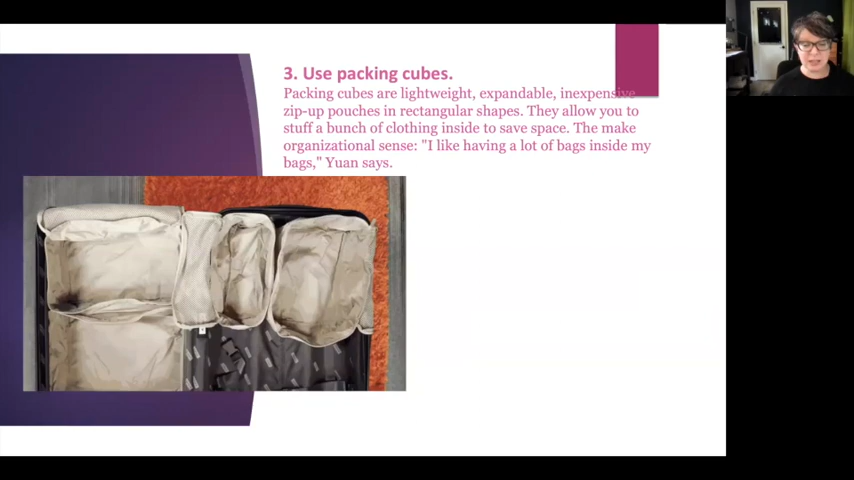 3. Use packing cubes.
Packing cubes are lightweight, expandable, inexpensive
zip-up pouches in rectangular shapes. They allow you to
stuff a bunch of clothing inside to save space. The make
organizational sense: "I like having a lot of bags inside my
bags," Yuan says.